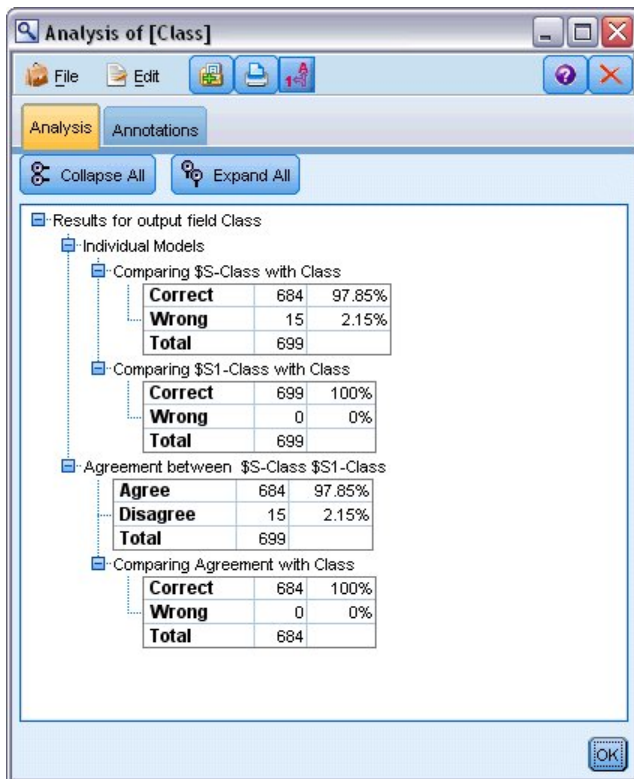 Analysis of [Class]
File Edit
Analysis Annotations
Collapse All Expand All
Results for output field Class
Individual Models
Comparing $S-Class with Class
Correct 684 97.85%
Wrong 15 2.15%
Total 699
Comparing $S1-Class with Class
Correct 699 100%
Wrong 0 0%
Total 699
Agreement between $S-Class $S1-Class
Agree 684 97.85%
Disagree 15 2.15%
Total 699
Comparing Agreement with Class
Correct 684 100%
Wrong 0 0%
Total 684
OK